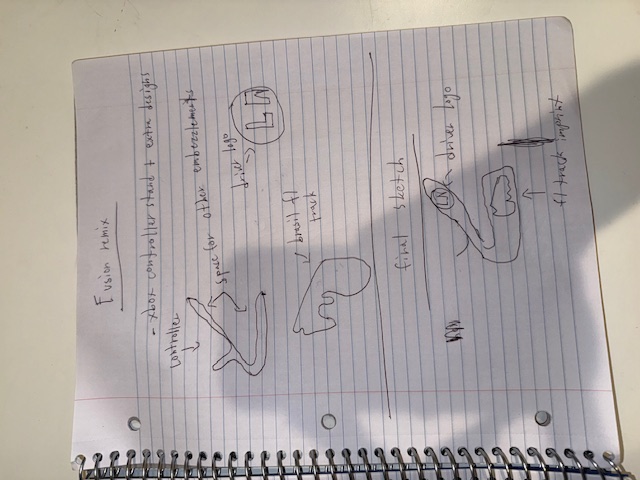 Fusion remix
- xbox controller stand + extra designs
controller
space for other embezzlements
driver logo
LN
brasil f1
track
final sketch
LN
driver logo
f1 track imprint